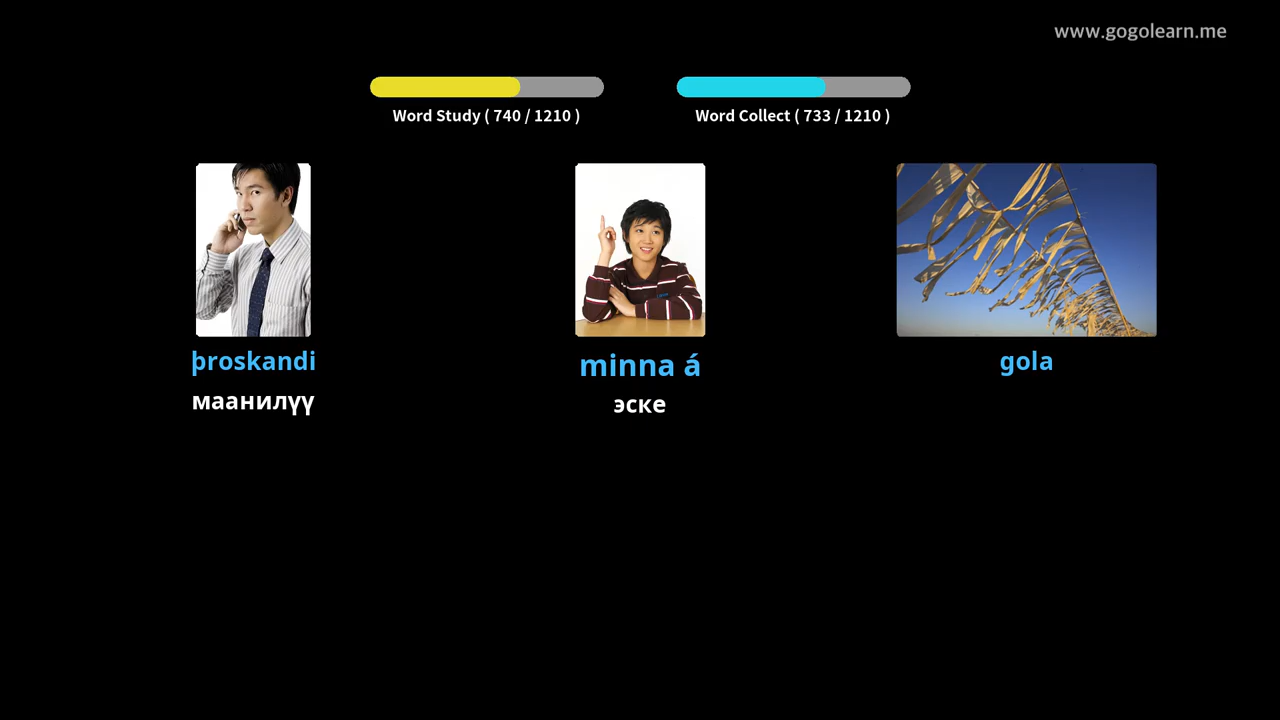 www.gogolearn.me
Word Study ( 740 / 1210 )
Word Collect ( 733 / 1210 )
þroskandi
маанилүү
minna á
эске
gola